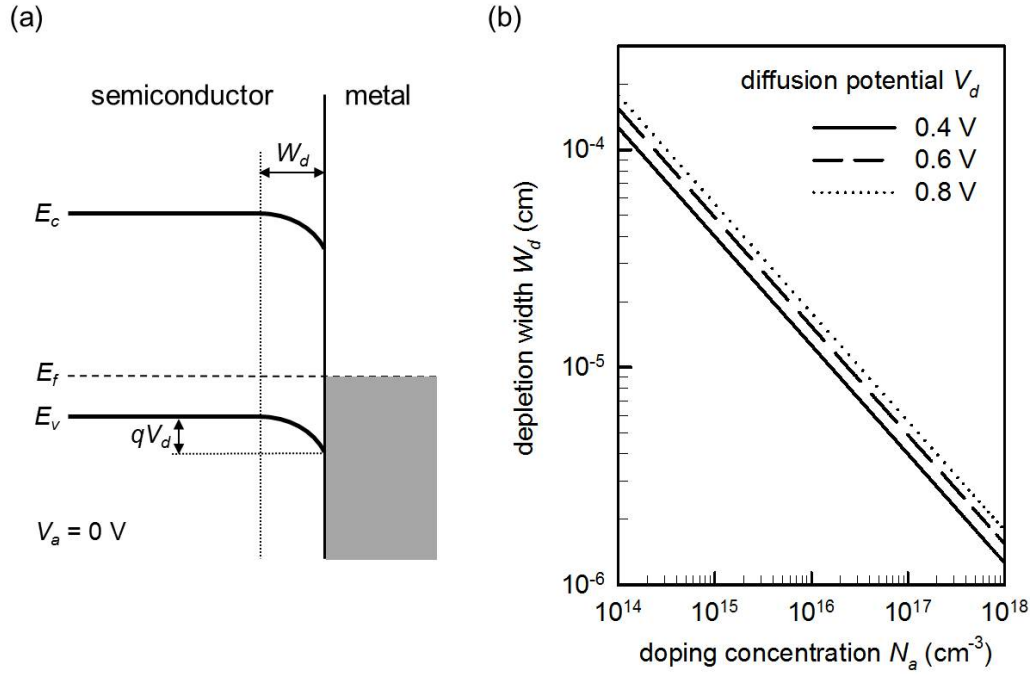 (a)
semiconductor metal
W_d
E_c
E_f
E_v
qV_d
V_a = 0 V
(b)
diffusion potential V_d
0.4 V
0.6 V
0.8 V
depletion width W_d (cm)
10^-4
10^-5
10^-6
10^14 10^15 10^16 10^17 10^18
doping concentration N_a (cm^-3)